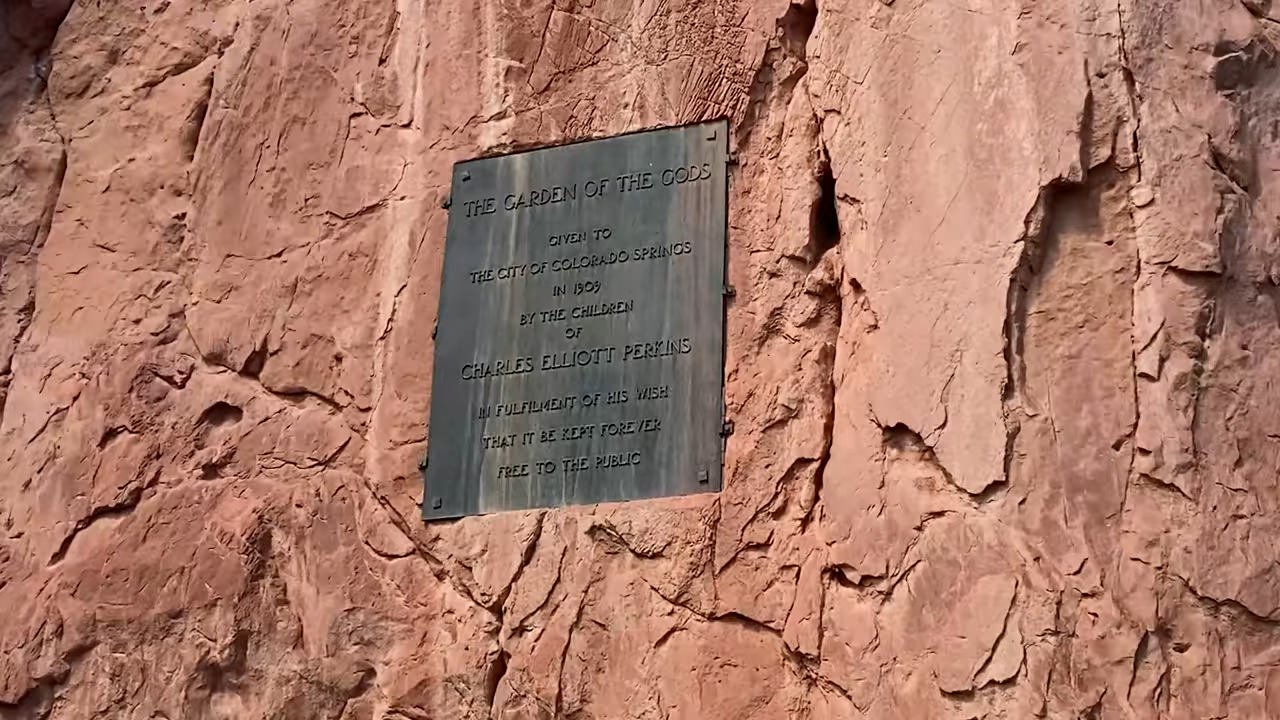 THE GARDEN OF THE GODS
GIVEN TO
THE CITY OF COLORADO SPRINGS
IN 1909
BY THE CHILDREN
OF
CHARLES ELLIOTT PERKINS
IN FULFILMENT OF HIS WISH
THAT IT BE KEPT FOREVER
FREE TO THE PUBLIC